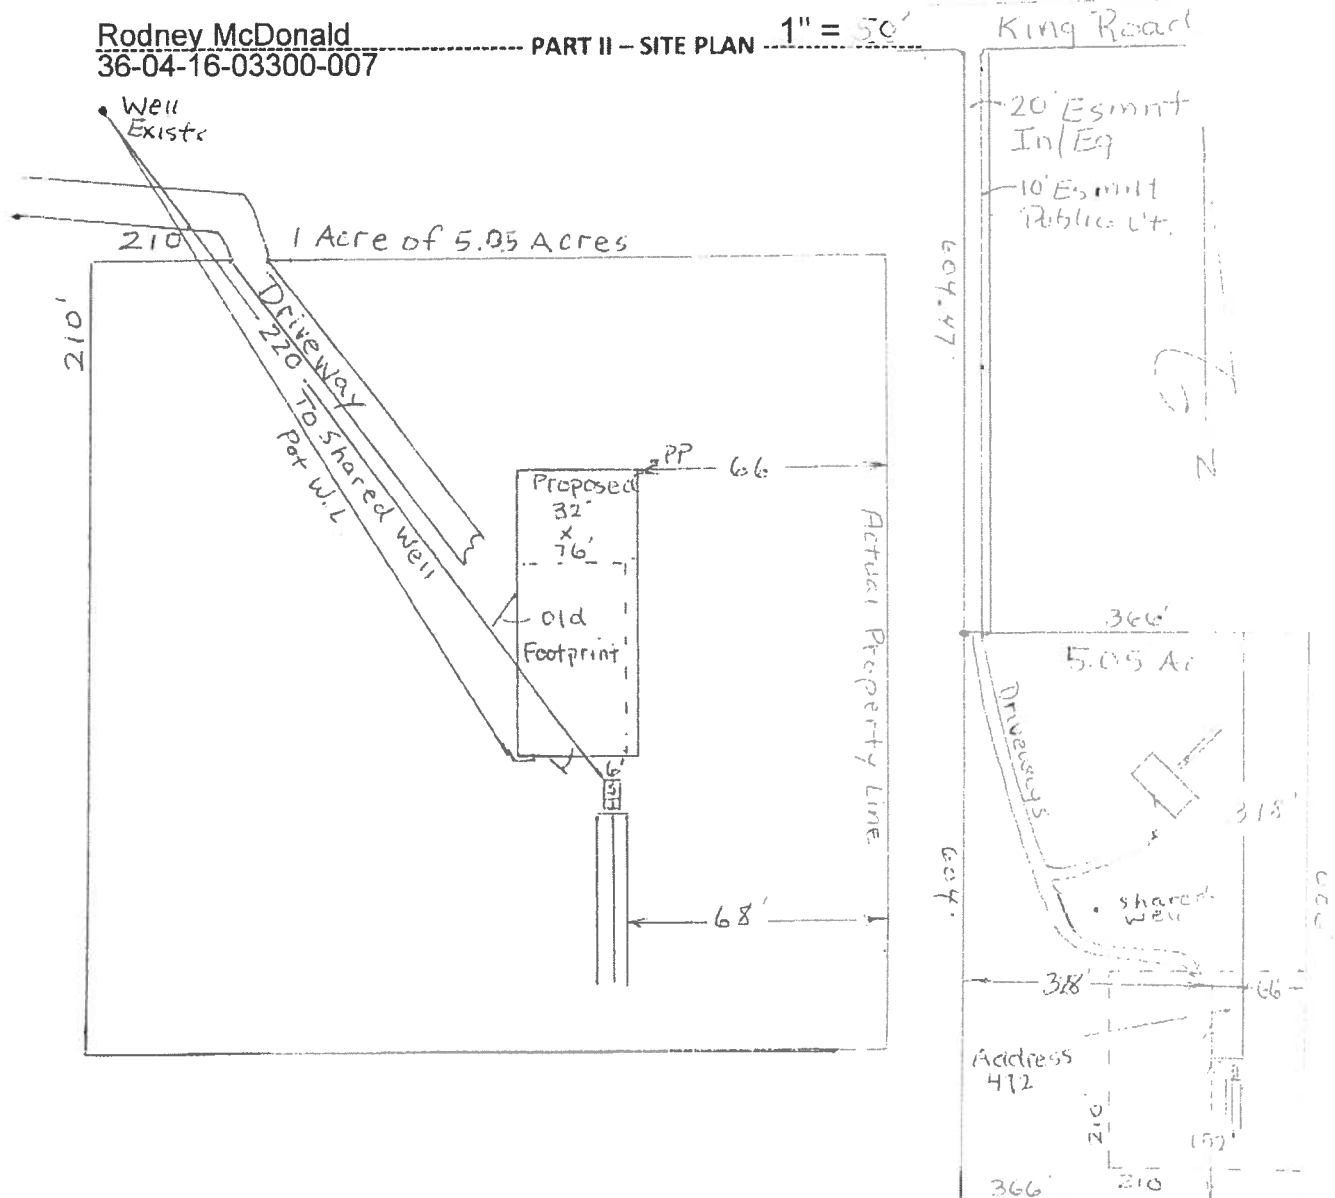 Rodney McDonald
36-04-16-03300-007
PART II – SITE PLAN
1" = 50'
King Road
Well
Exists
20' Esmnt
In/Eg
10' Esmnt
Public Ut.
210
1 Acre of 5.05 Acres
210'
Driveway
220
To Shared Well
Pot W.L
PP
66
Proposed
32'
x
76'
Old
Footprint
Actual Property Line
68'
604.47
366'
5.05 Ac
Driveways
318'
604'
shared
well
318'
66
Address
412
210'
210
366'